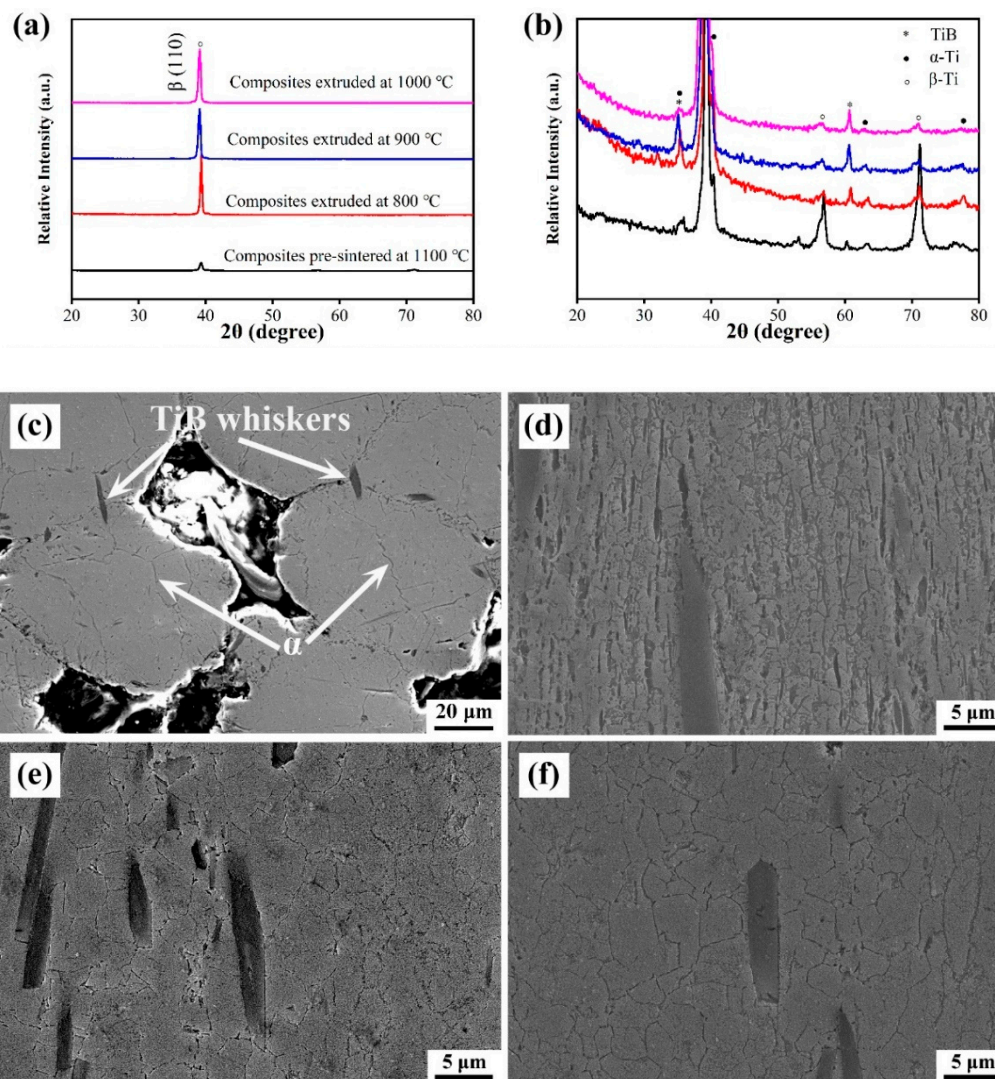 (a)
Relative Intensity (a.u.)
β (110)
○
Composites extruded at 1000 ℃
Composites extruded at 900 ℃
Composites extruded at 800 ℃
Composites pre-sintered at 1100 ℃
20 30 40 50 60 70 80
2θ (degree)
(b)
Relative Intensity (a.u.)
* TiB
● α-Ti
○ β-Ti
20 30 40 50 60 70 80
2θ (degree)
(c)
TiB whiskers
α
20 μm
(d)
5 μm
(e)
5 μm
(f)
5 μm